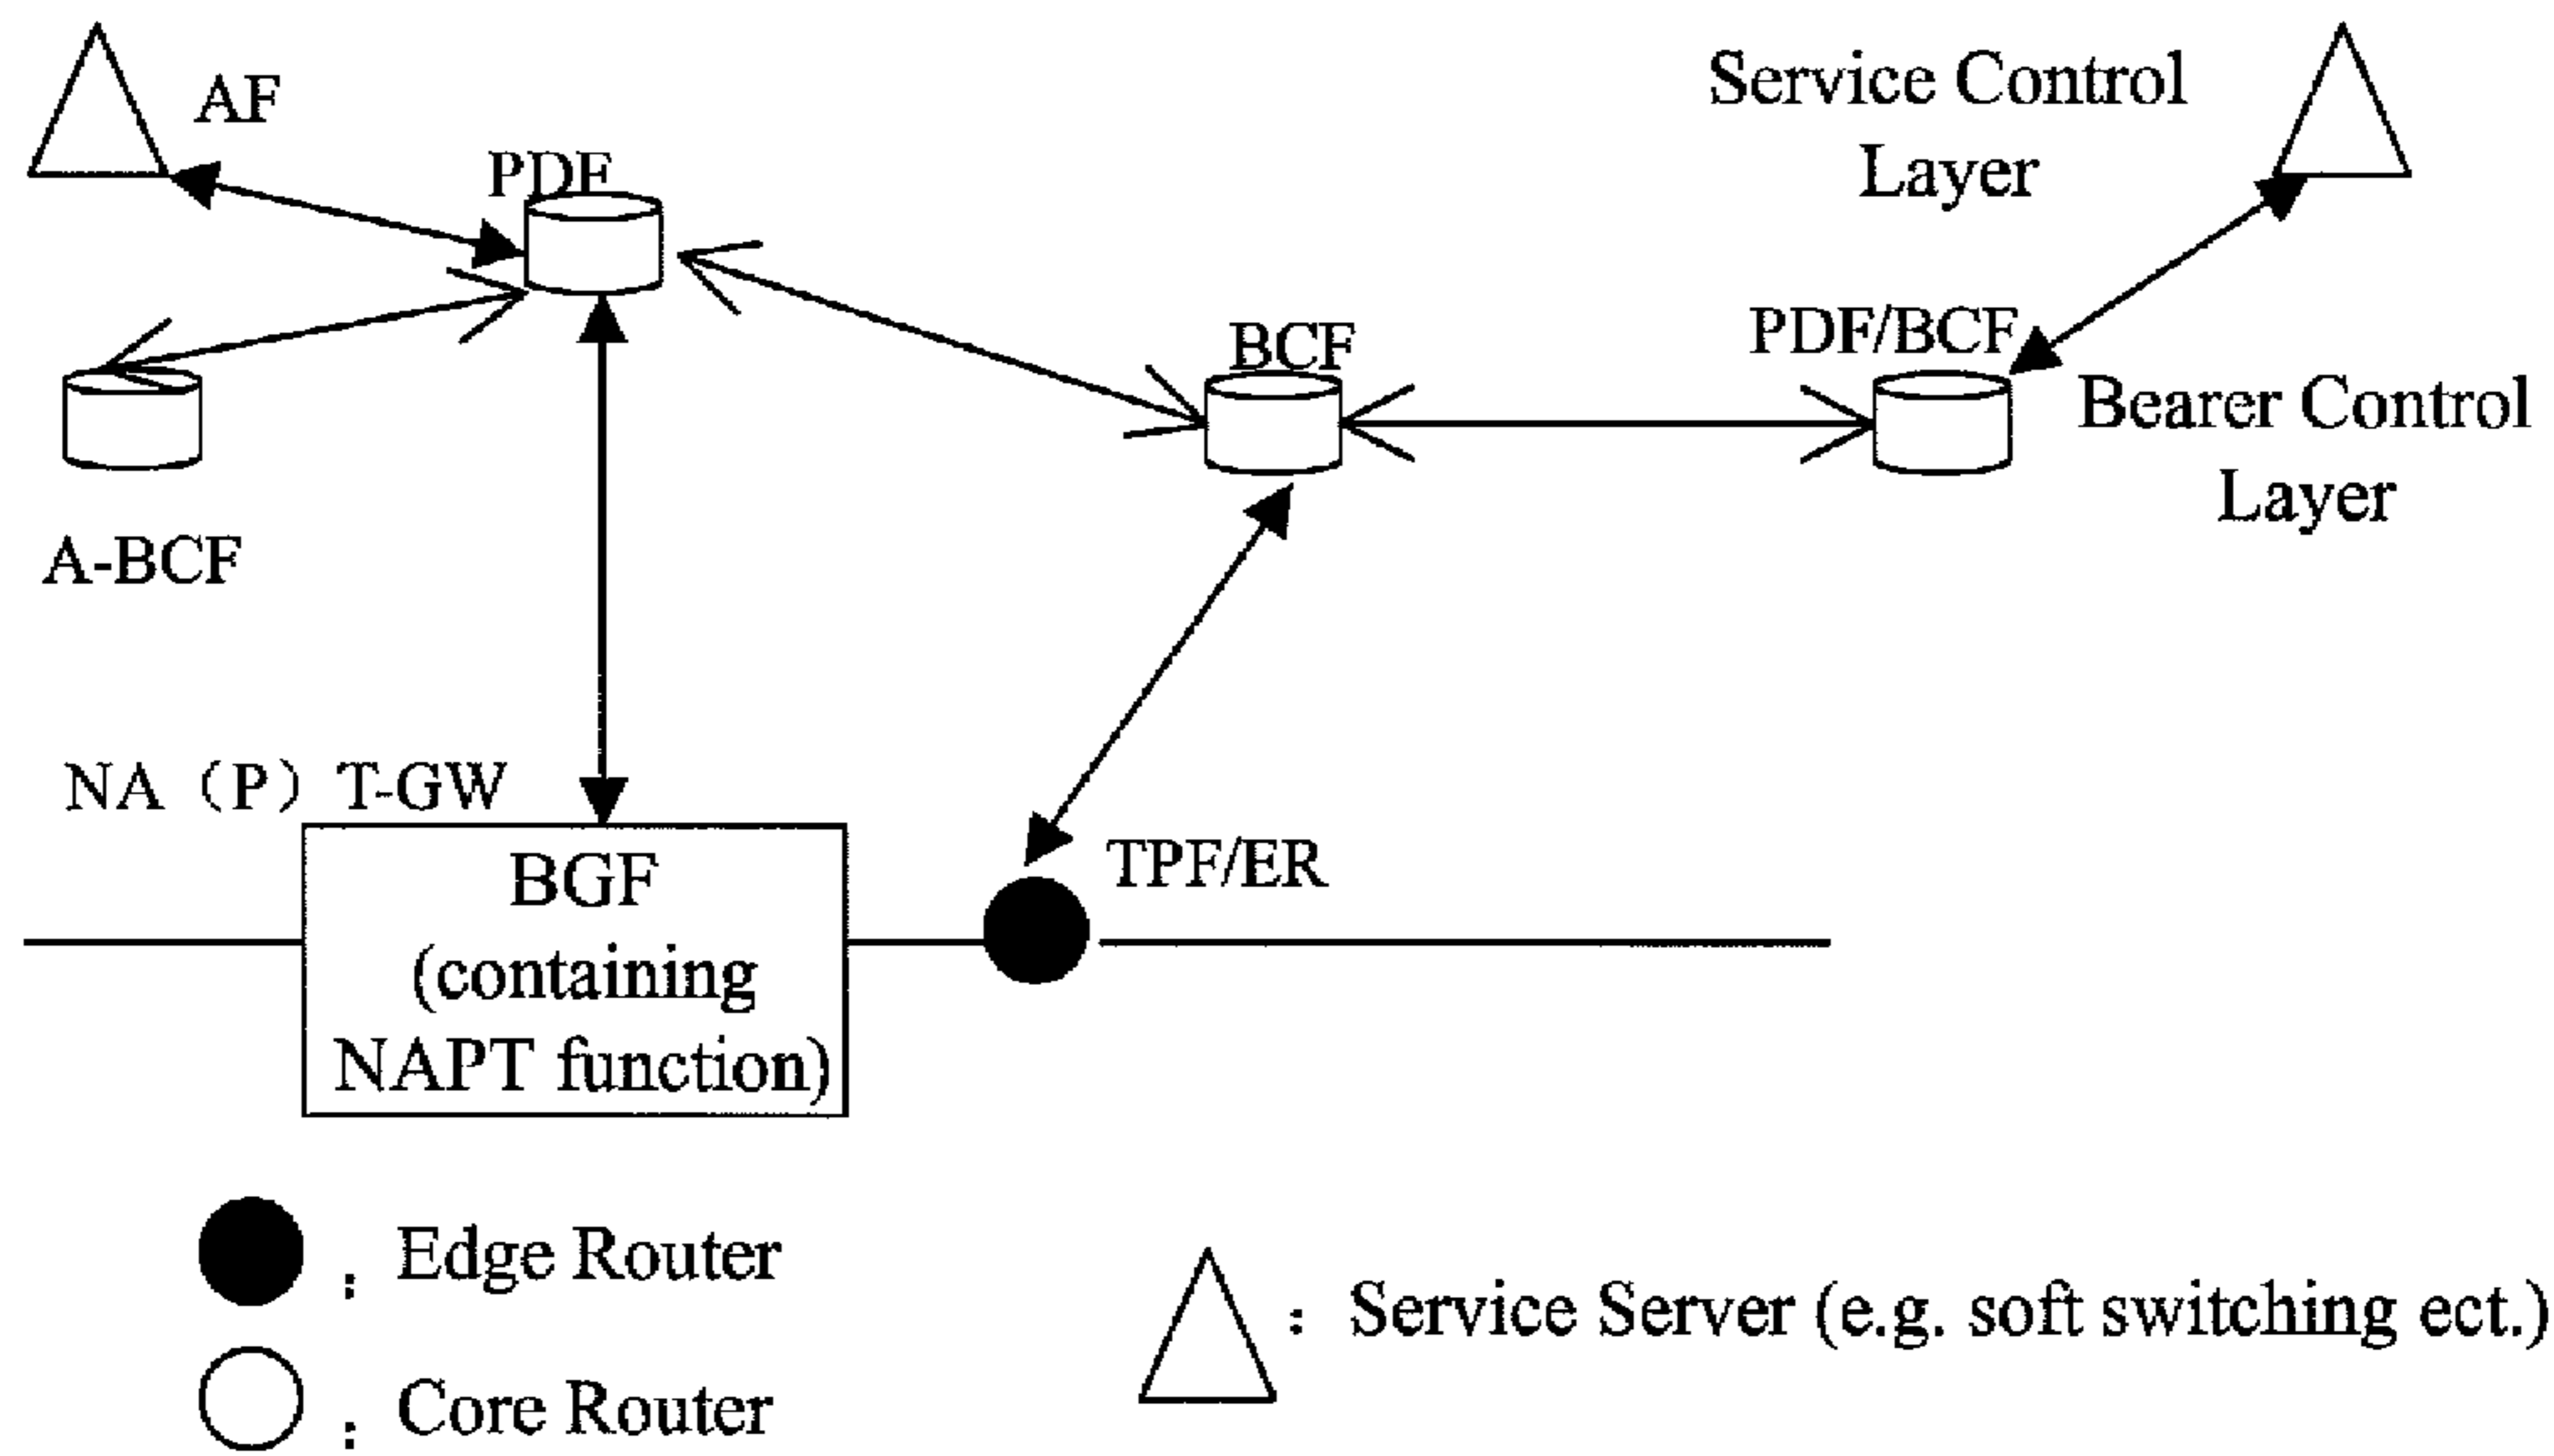 AF
Service Control
Layer
PDF
BCF
PDF/BCF
Bearer Control
Layer
A-BCF
NA（P）T-GW
BGF
(containing
NAPT function)
TPF/ER
: Edge Router
: Service Server (e.g. soft switching ect.)
: Core Router